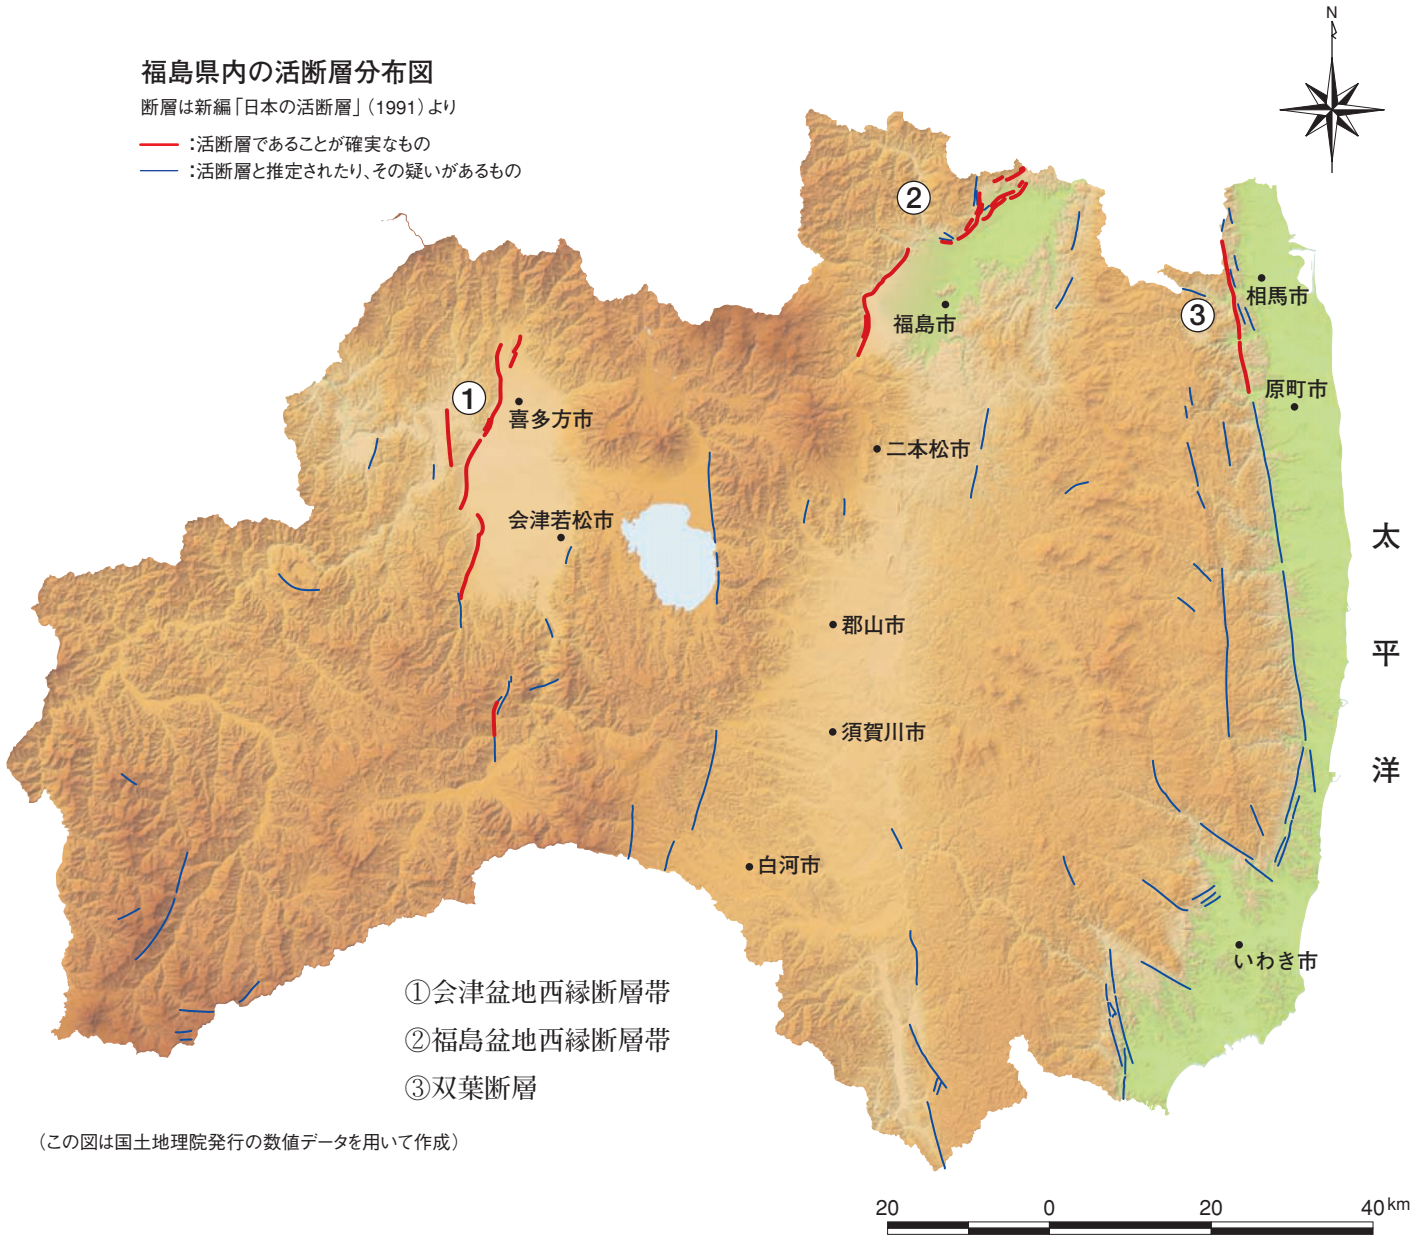 N
福島県内の活断層分布図
断層は新編「日本の活断層」（1991）より
：活断層であることが確実なもの
：活断層と推定されたり、その疑いがあるもの
②
相馬市
③
福島市
①
喜多方市
原町市
二本松市
会津若松市
太平洋
郡山市
須賀川市
白河市
いわき市
①会津盆地西縁断層帯
②福島盆地西縁断層帯
③双葉断層
（この図は国土地理院発行の数値データを用いて作成）
20 0 20 40km